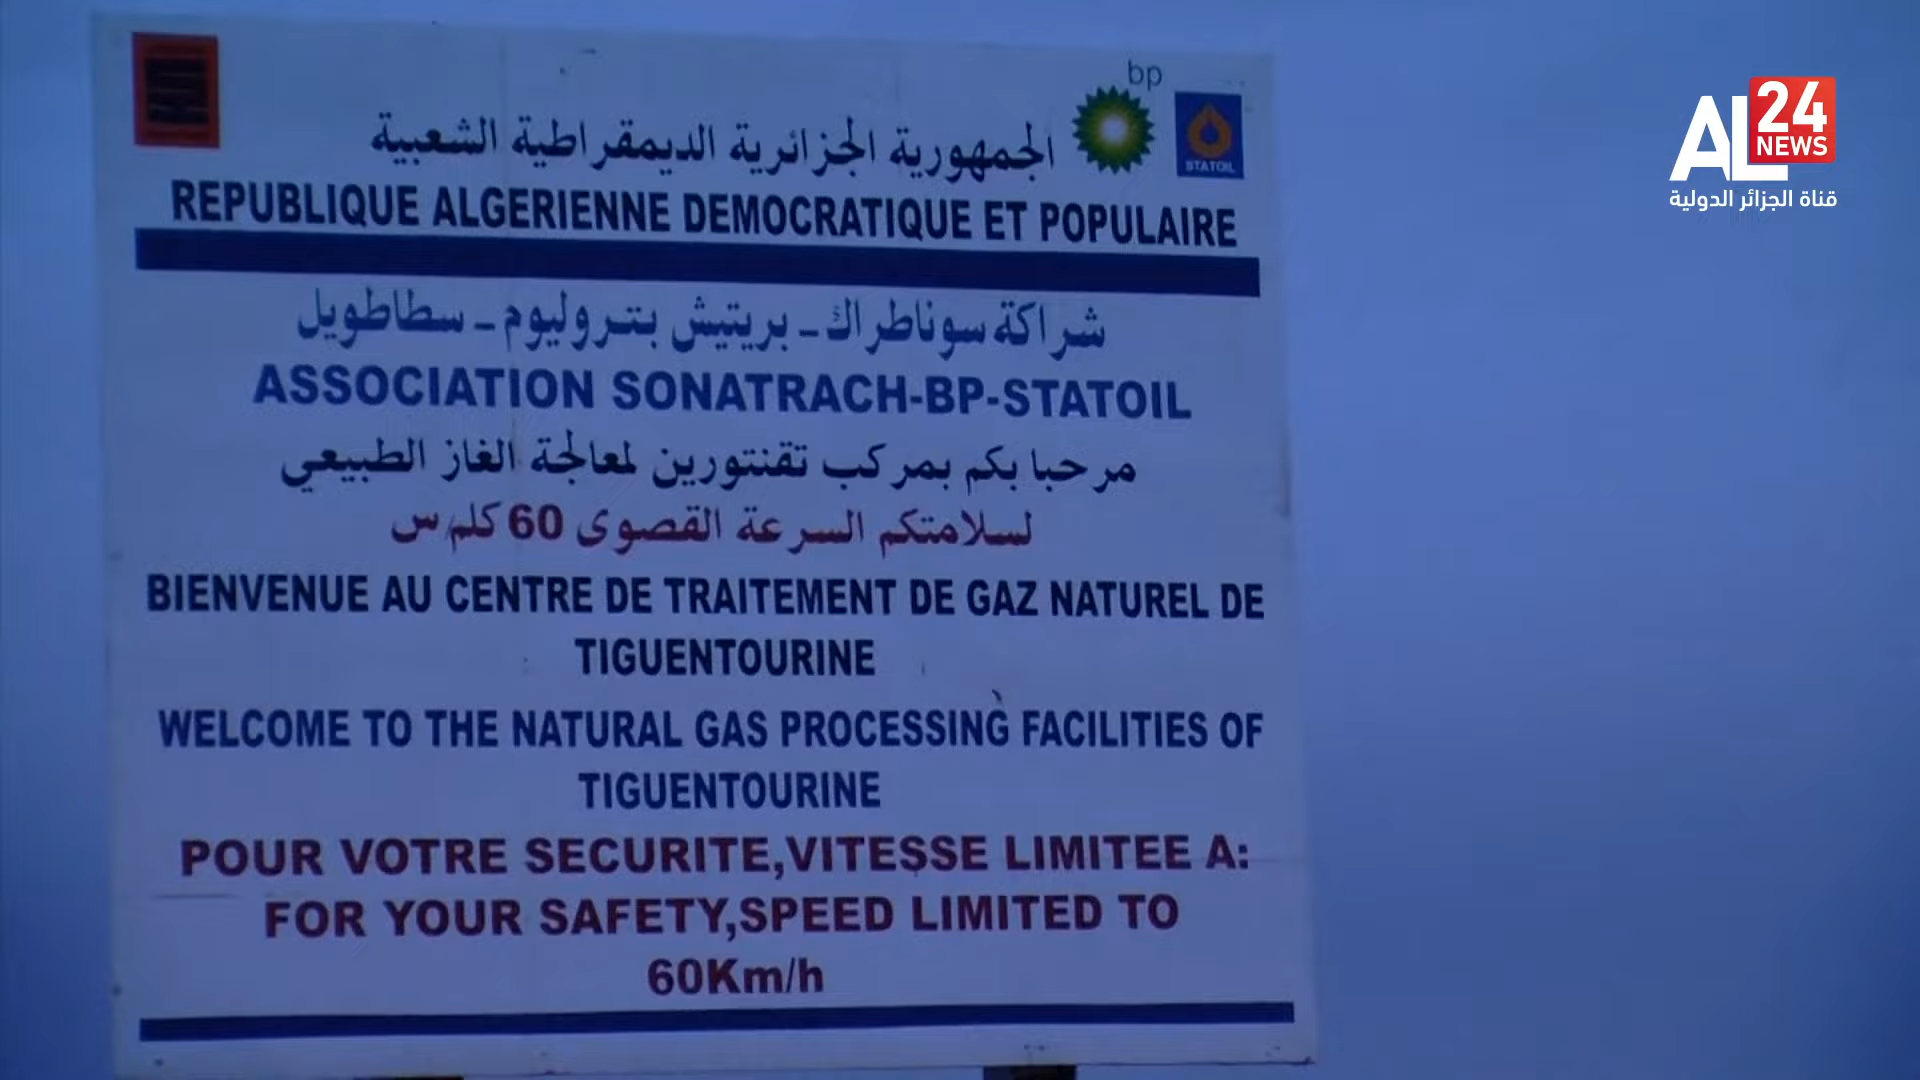 bp
STATOIL
الجمهورية الجزائرية الديمقراطية الشعبية
REPUBLIQUE ALGERIENNE DEMOCRATIQUE ET POPULAIRE
شراكة سوناطراك - بريتيش بتروليوم - سطاطويل
ASSOCIATION SONATRACH-BP-STATOIL
مرحبا بكم بمركب تقنتورين لمعالجة الغاز الطبيعي
لسلامتكم السرعة القصوى 60 كلم/س
BIENVENUE AU CENTRE DE TRAITEMENT DE GAZ NATUREL DE
TIGUENTOURINE
WELCOME TO THE NATURAL GAS PROCESSING FACILITIES OF
TIGUENTOURINE
POUR VOTRE SECURITE,VITESSE LIMITEE A:
FOR YOUR SAFETY,SPEED LIMITED TO
60Km/h
AL24
NEWS
قناة الجزائر الدولية